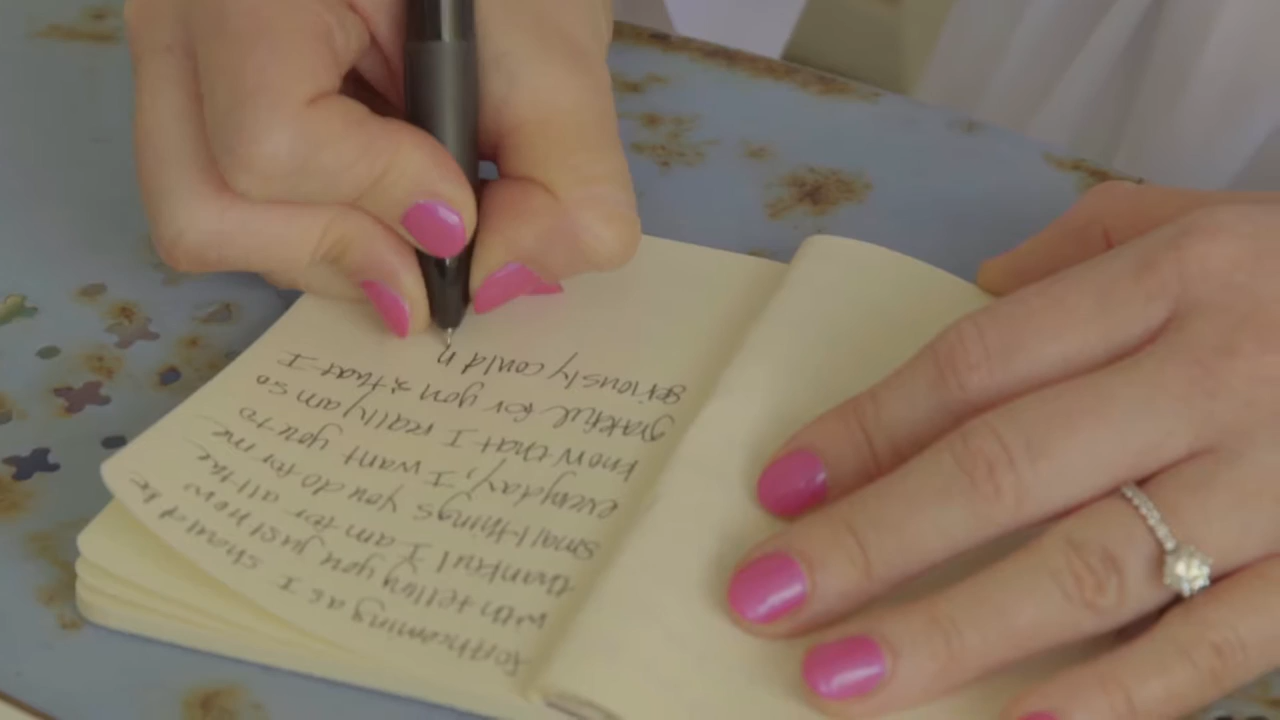 forthcoming as I should be
with telling you just how
thankful I am for all the
small things you do for me
everyday, I want you to
know that I really am so
grateful for you & that I
seriously could n